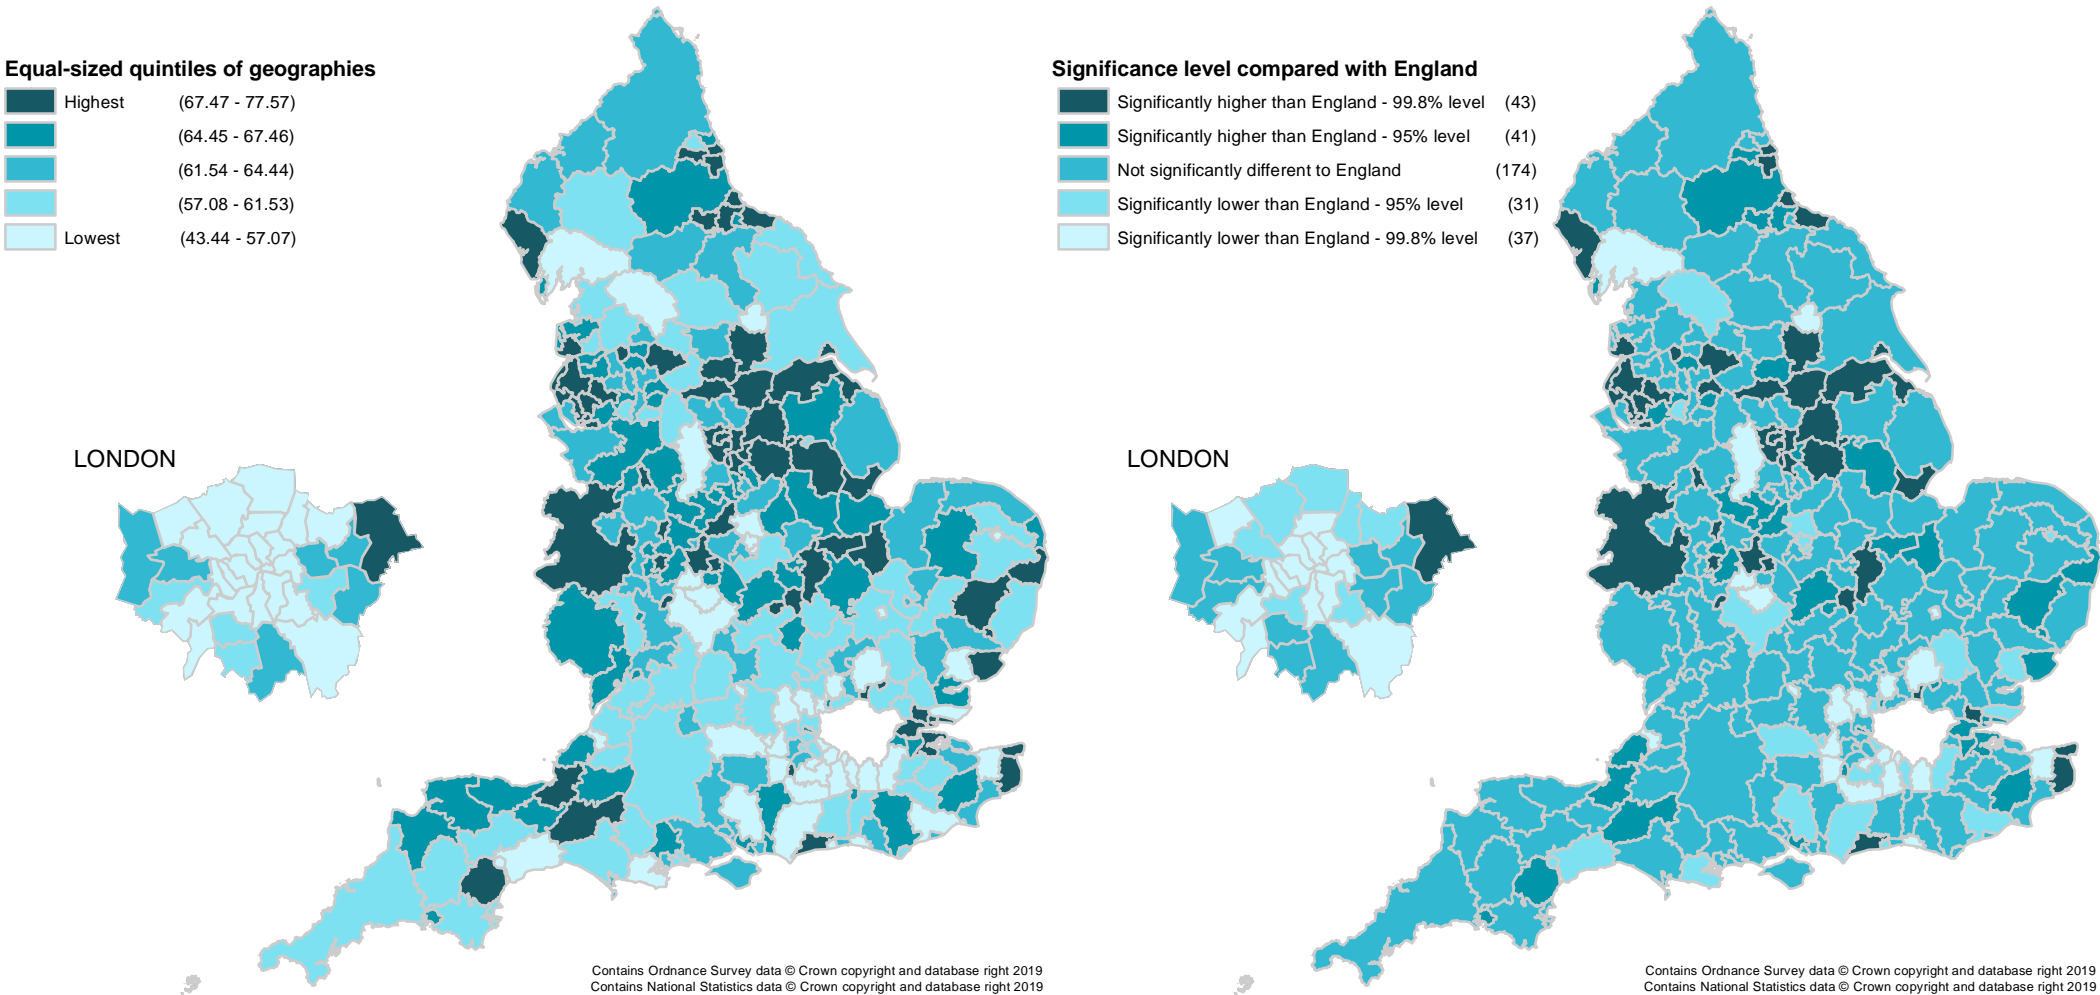 Equal-sized quintiles of geographies
Highest (67.47 - 77.57)
(64.45 - 67.46)
(61.54 - 64.44)
(57.08 - 61.53)
Lowest (43.44 - 57.07)
LONDON
Contains Ordnance Survey data © Crown copyright and database right 2019
Contains National Statistics data © Crown copyright and database right 2019
Significance level compared with England
Significantly higher than England - 99.8% level (43)
Significantly higher than England - 95% level (41)
Not significantly different to England (174)
Significantly lower than England - 95% level (31)
Significantly lower than England - 99.8% level (37)
LONDON
Contains Ordnance Survey data © Crown copyright and database right 2019
Contains National Statistics data © Crown copyright and database right 2019